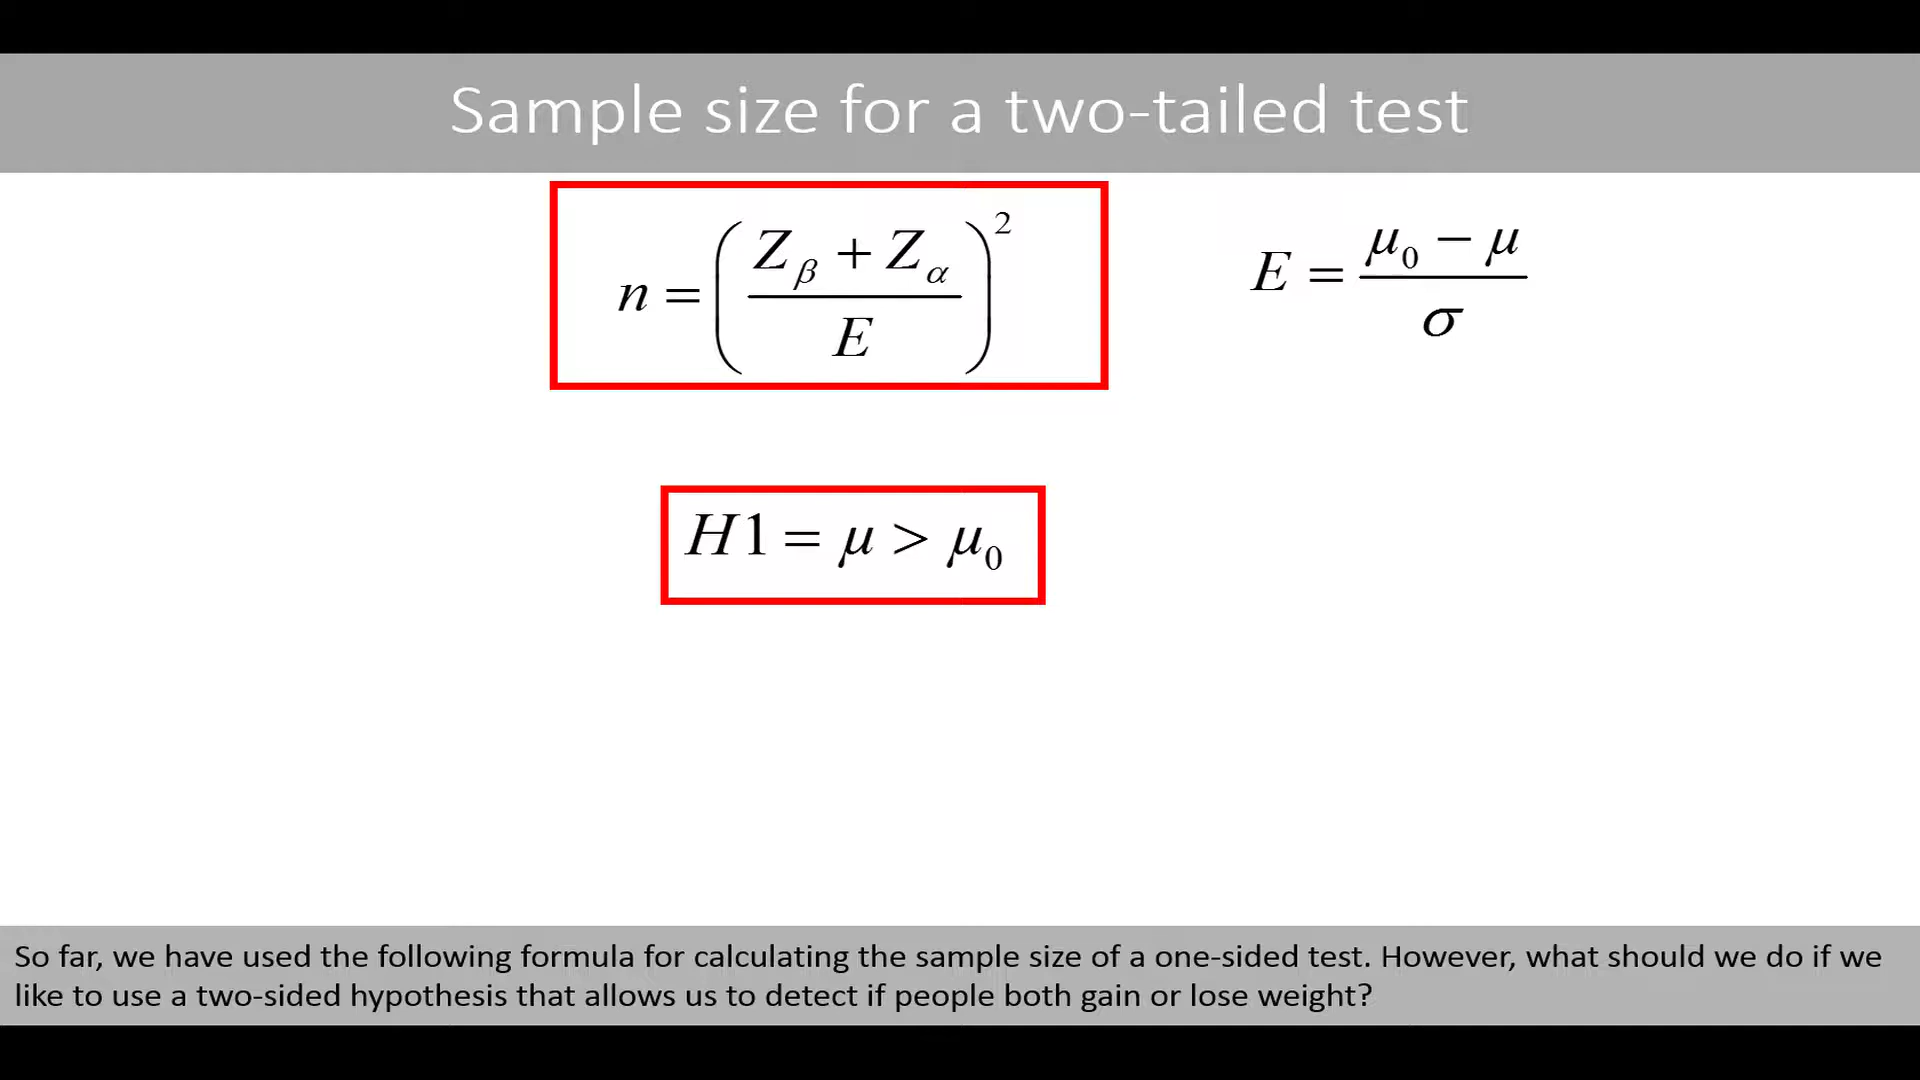 Sample size for a two-tailed test
n = ( (Z_β + Z_α) / E )²
E = (μ₀ − μ) / σ
H1 = μ > μ₀
So far, we have used the following formula for calculating the sample size of a one-sided test. However, what should we do if we
like to use a two-sided hypothesis that allows us to detect if people both gain or lose weight?